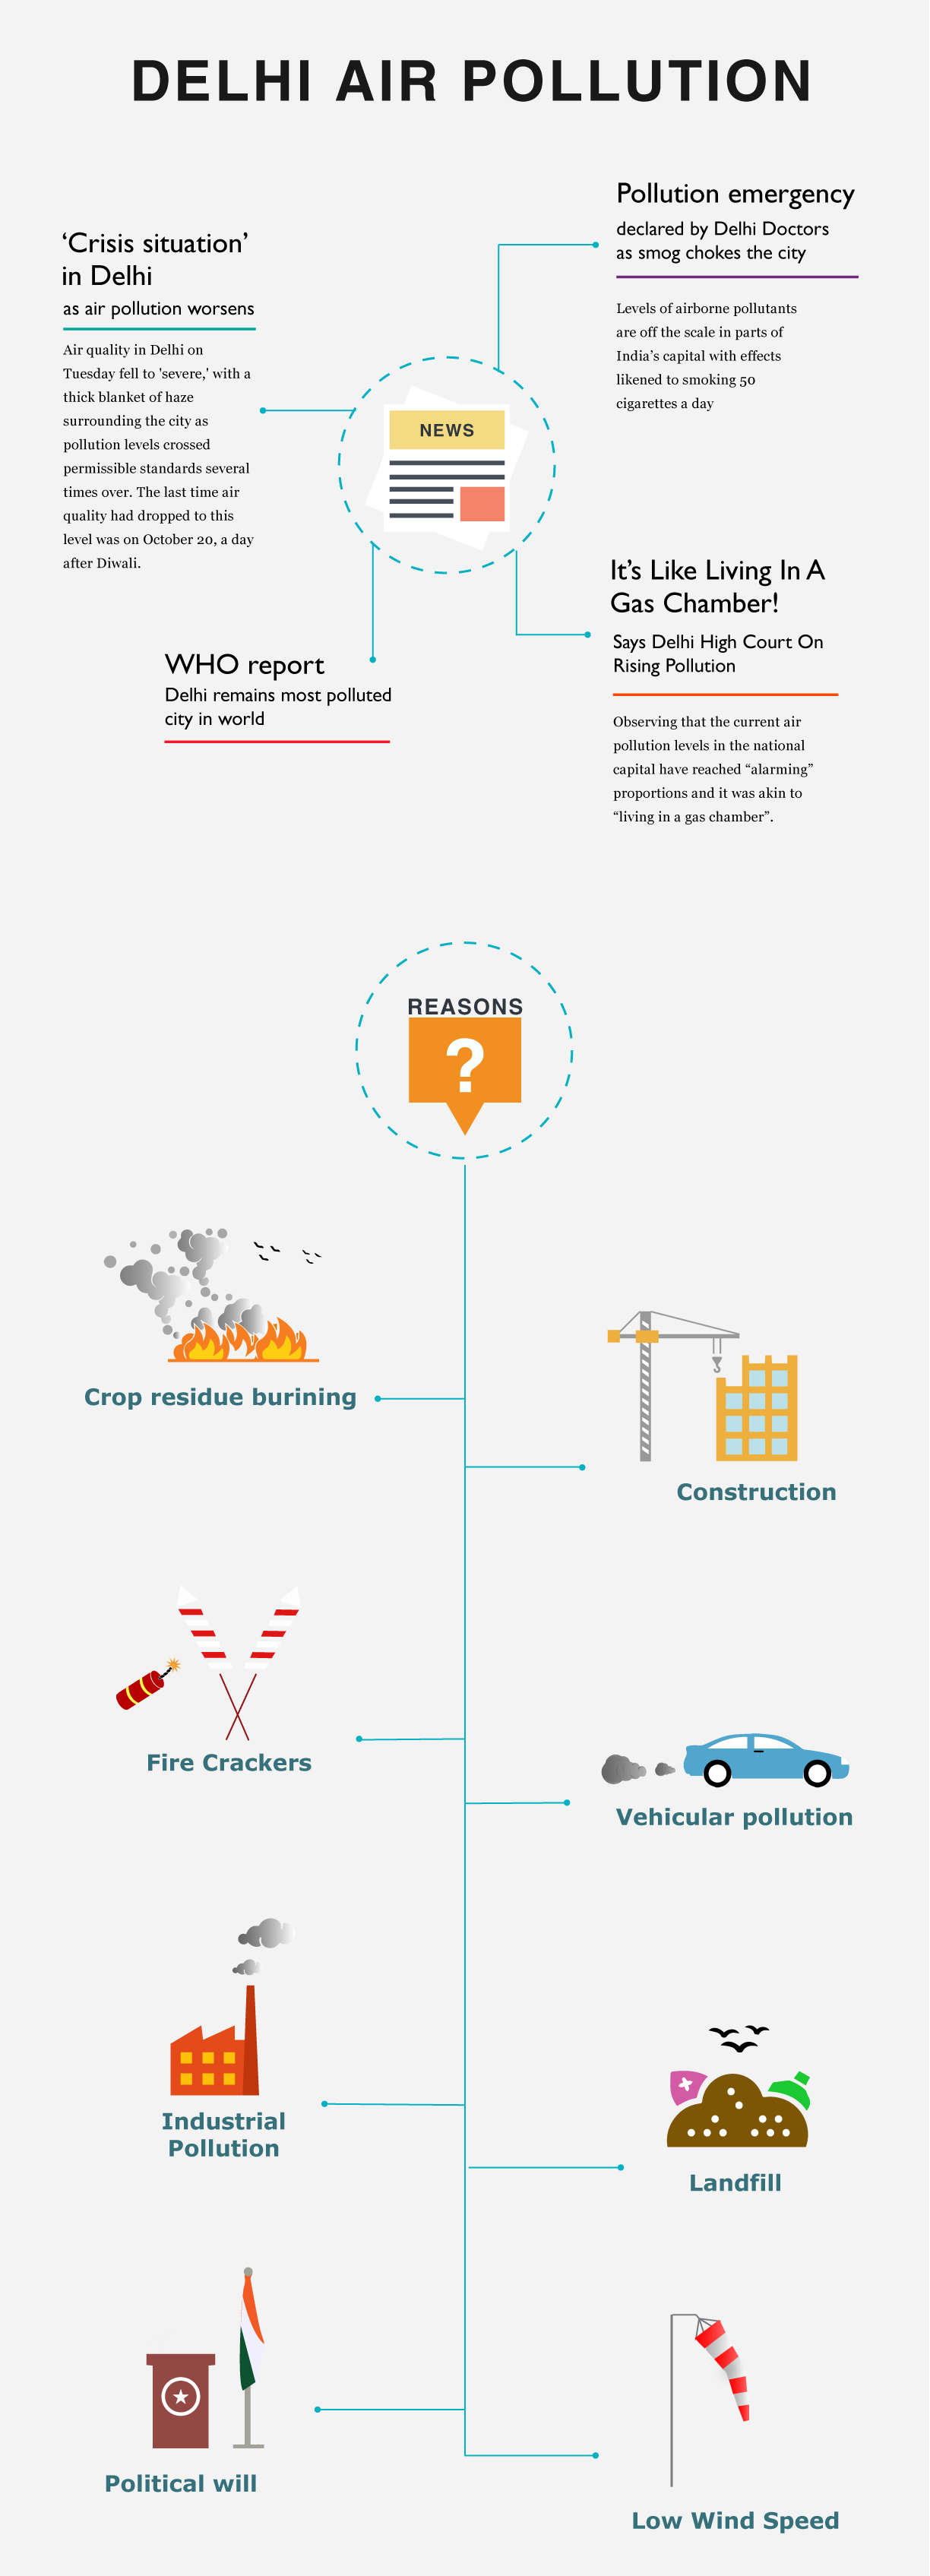 DELHI AIR POLLUTION
‘Crisis situation’
in Delhi
as air pollution worsens
Air quality in Delhi on
Tuesday fell to 'severe,' with a
thick blanket of haze
surrounding the city as
pollution levels crossed
permissible standards several
times over. The last time air
quality had dropped to this
level was on October 20, a day
after Diwali.
Pollution emergency
declared by Delhi Doctors
as smog chokes the city
Levels of airborne pollutants
are off the scale in parts of
India’s capital with effects
likened to smoking 50
cigarettes a day
NEWS
WHO report
Delhi remains most polluted
city in world
It’s Like Living In A
Gas Chamber!
Says Delhi High Court On
Rising Pollution
Observing that the current air
pollution levels in the national
capital have reached “alarming”
proportions and it was akin to
“living in a gas chamber”.
REASONS
?
Crop residue burining
Construction
Fire Crackers
Vehicular pollution
Industrial
Pollution
Landfill
Political will
Low Wind Speed